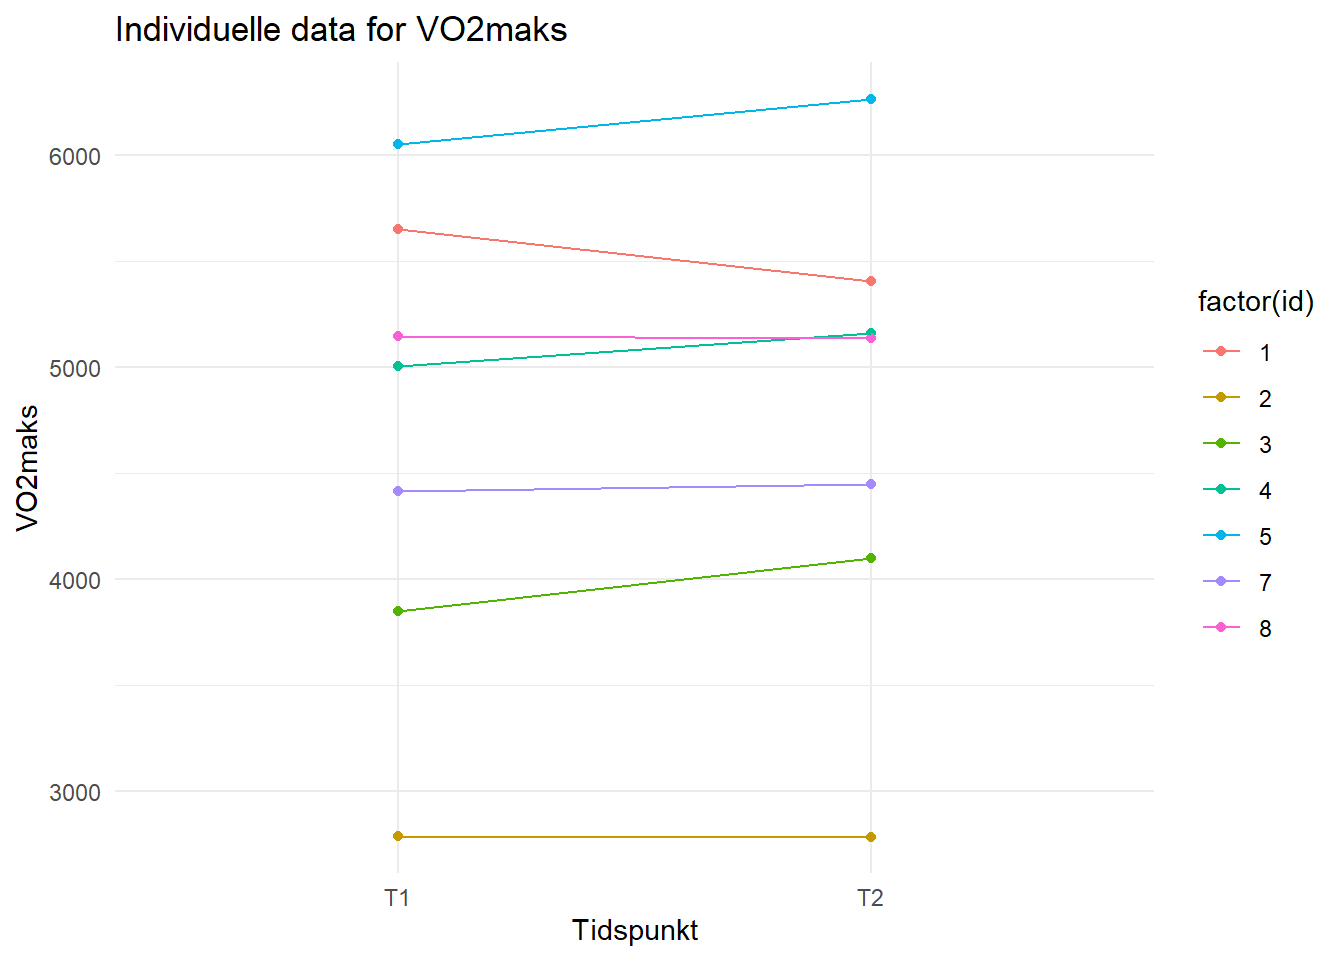 Individuelle data for VO2maks
6000
5000
4000
3000
VO2maks
T1
T2
Tidspunkt
factor(id)
1
2
3
4
5
7
8